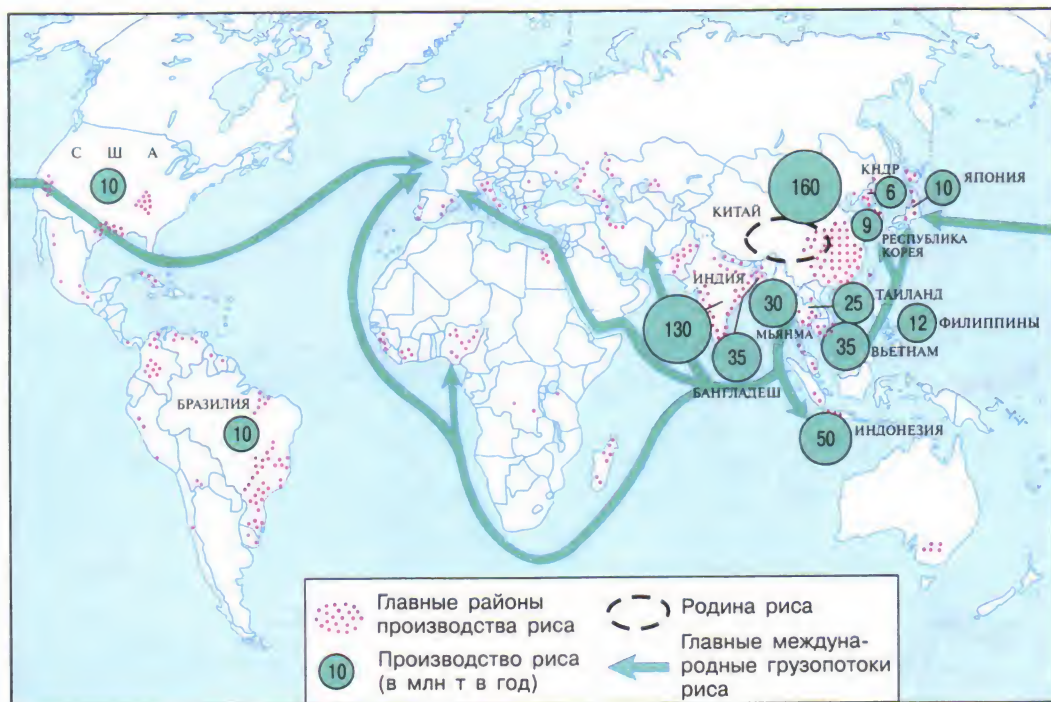 С Ш А
10
БРАЗИЛИЯ
10
160
КИТАЙ
КНДР
6
ЯПОНИЯ
10
9
РЕСПУБЛИКА
КОРЕЯ
ИНДИЯ
130
30
МЬЯНМА
35
БАНГЛАДЕШ
ТАИЛАНД
25
35
ВЬЕТНАМ
12
ФИЛИППИНЫ
50
ИНДОНЕЗИЯ
Главные районы
производства риса
10
Производство риса
(в млн т в год)
Родина риса
Главные междуна-
родные грузопотоки
риса